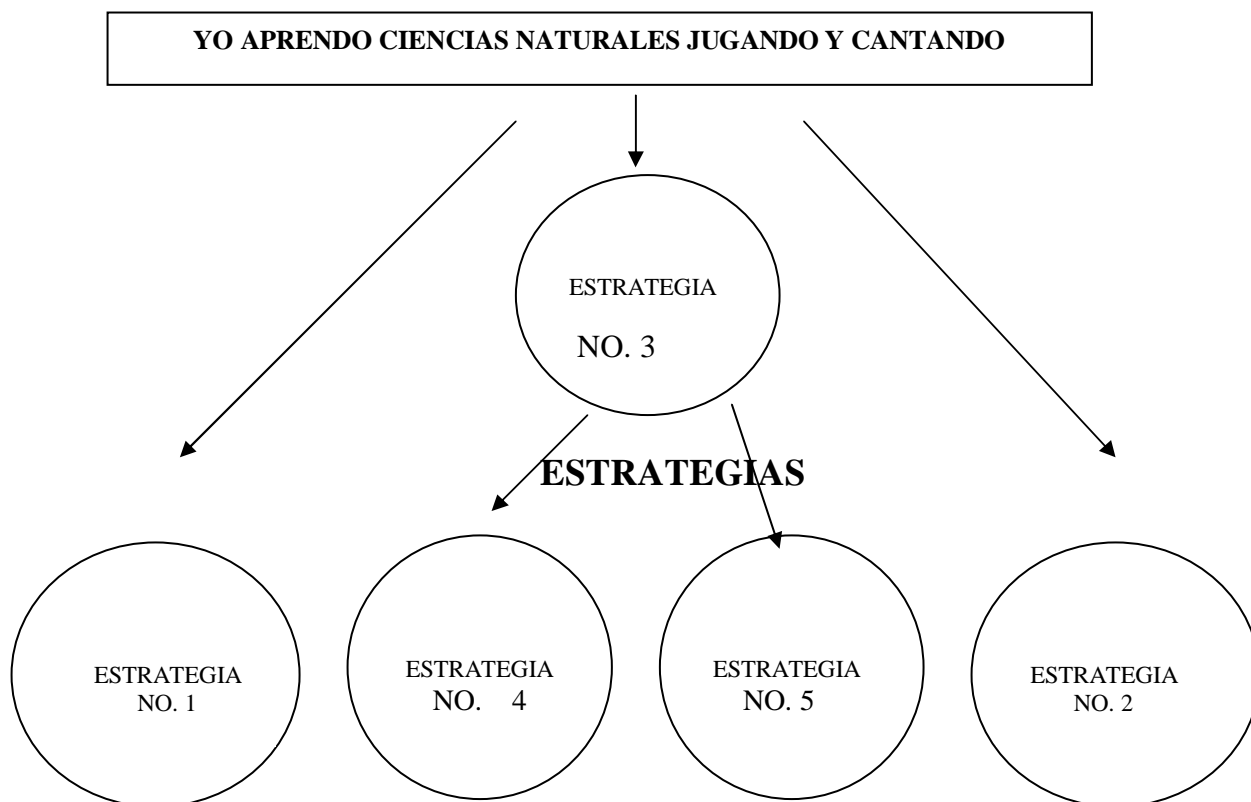 YO APRENDO CIENCIAS NATURALES JUGANDO Y CANTANDO
ESTRATEGIA
NO. 3
ESTRATEGIAS
ESTRATEGIA
NO. 1
ESTRATEGIA
NO. 4
ESTRATEGIA
NO. 5
ESTRATEGIA
NO. 2